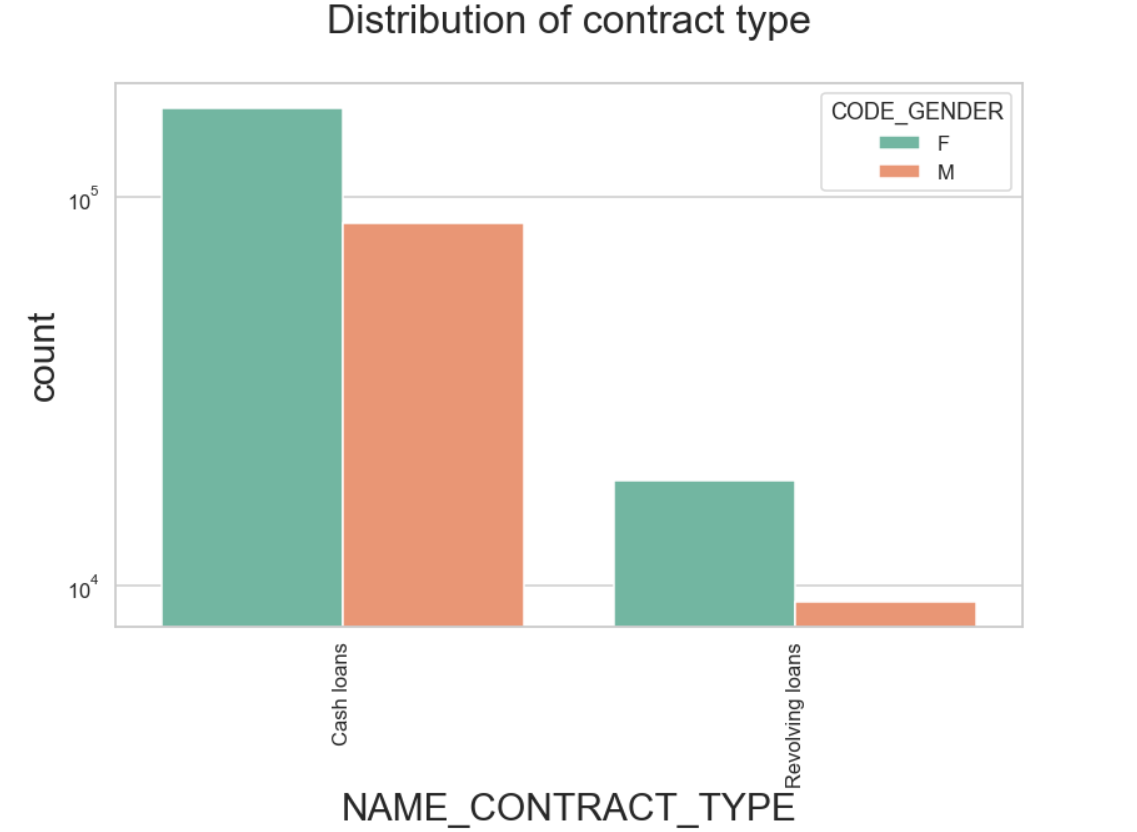 Distribution of contract type
CODE_GENDER
F
M
10^5
10^4
count
Cash loans
Revolving loans
NAME_CONTRACT_TYPE